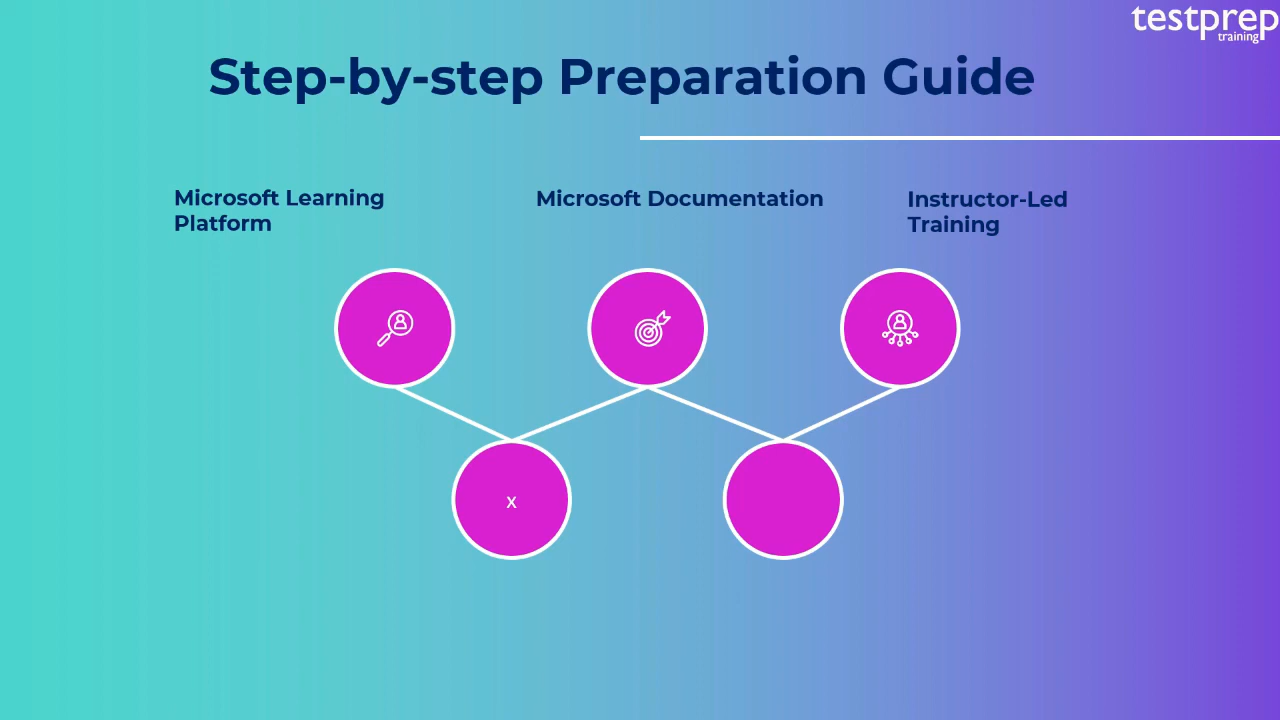 testprep
training
Step-by-step Preparation Guide
Microsoft Learning
Platform
Microsoft Documentation
Instructor-Led
Training
x